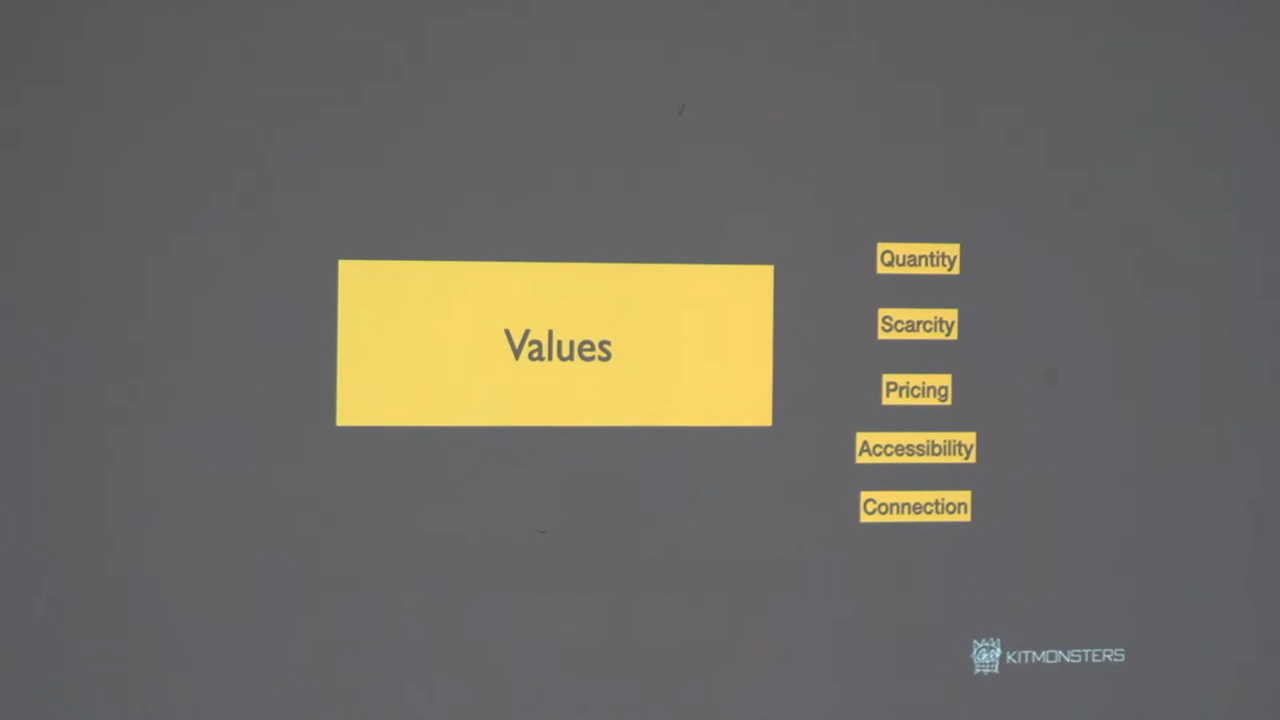 Values
Quantity
Scarcity
Pricing
Accessibility
Connection
KITMONSTERS